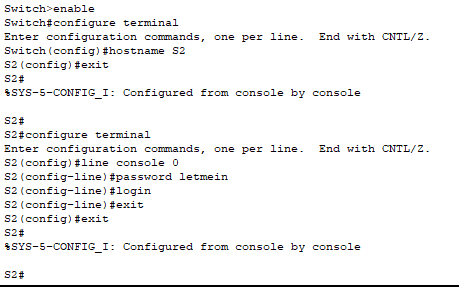 Switch>enable
Switch#configure terminal
Enter configuration commands, one per line.  End with CNTL/Z.
Switch(config)#hostname S2
S2(config)#exit
S2#
%SYS-5-CONFIG_I: Configured from console by console

S2#
S2#configure terminal
Enter configuration commands, one per line.  End with CNTL/Z.
S2(config)#line console 0
S2(config-line)#password letmein
S2(config-line)#login
S2(config-line)#exit
S2(config)#exit
S2#
%SYS-5-CONFIG_I: Configured from console by console

S2#